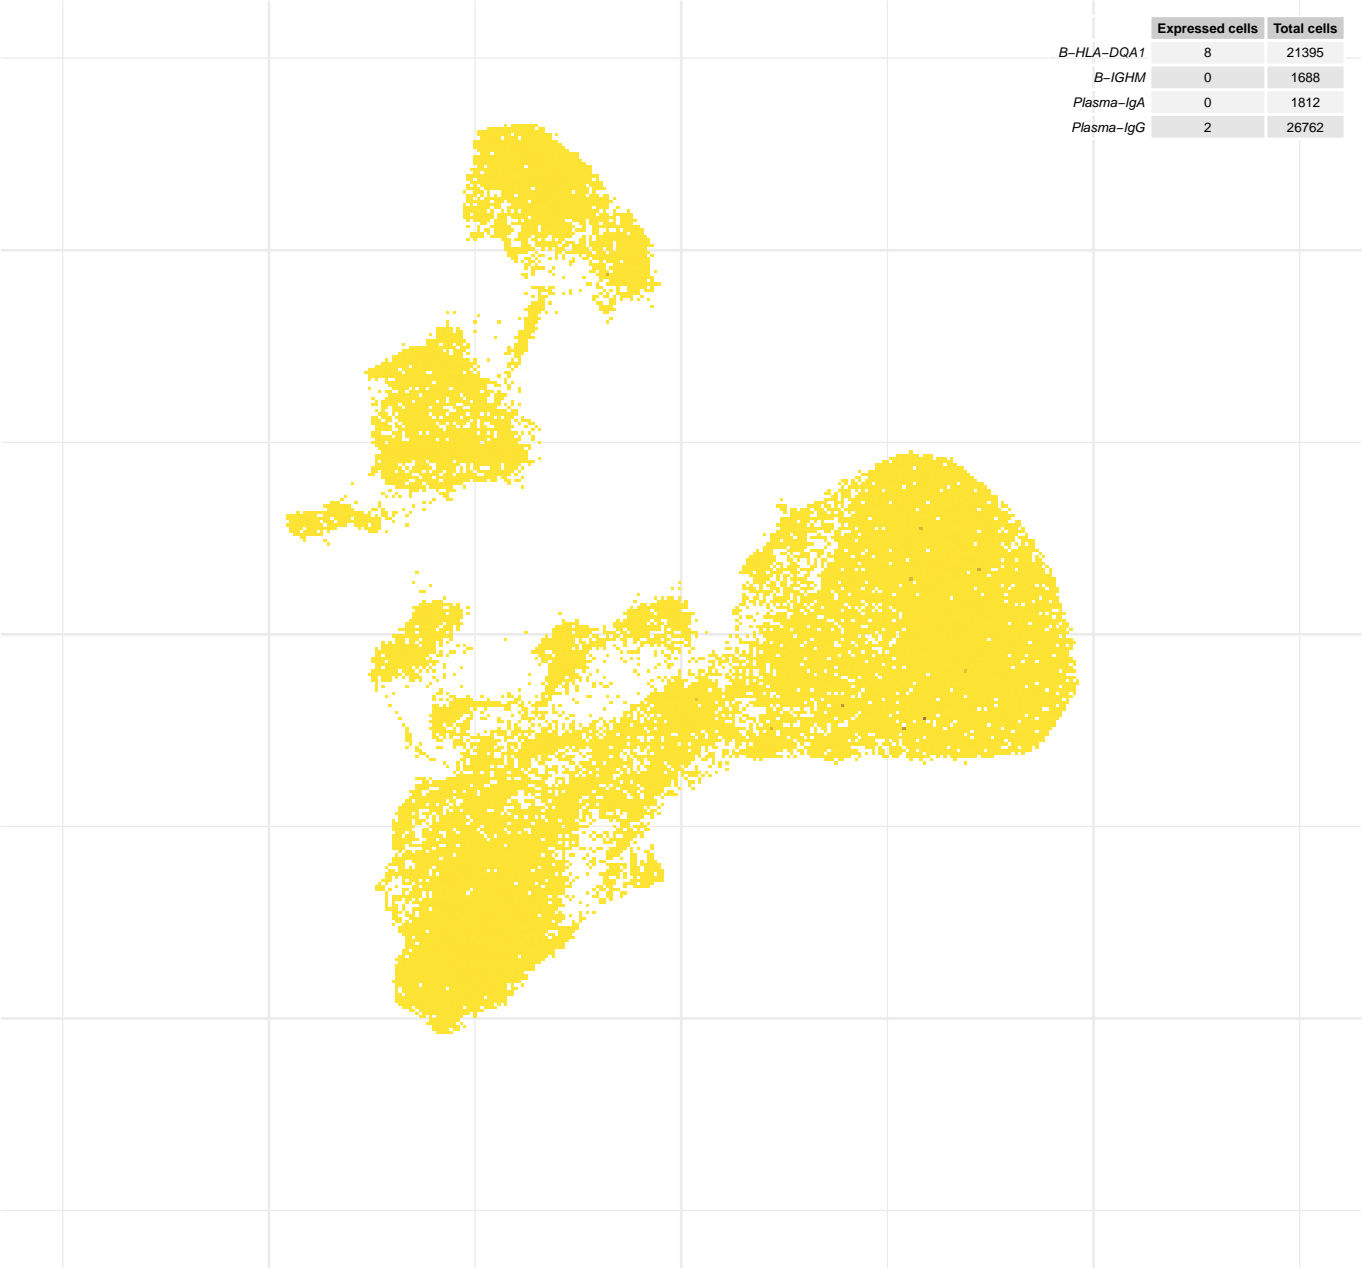 Expressed cells Total cells
B−HLA−DQA1 8 21395
B−IGHM 0 1688
Plasma−IgA 0 1812
Plasma−IgG 2 26762